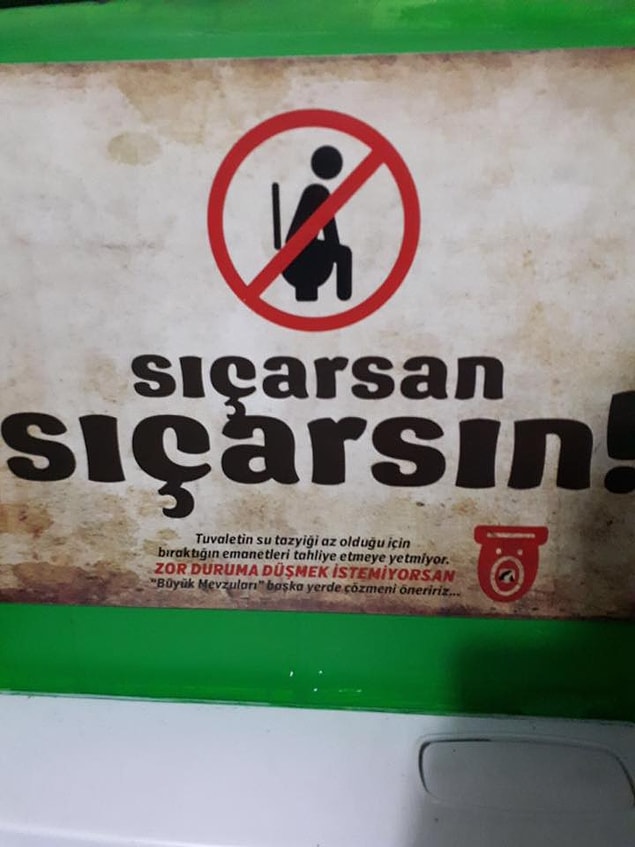 sıçarsan
sıçarsın!
Tuvaletin su tazyiği az olduğu için
bıraktığın emanetleri tahliye etmeye yetmiyor.
ZOR DURUMA DÜŞMEK İSTEMİYORSAN
"Büyük Mevzuları" başka yerde çözmeni öneririz...